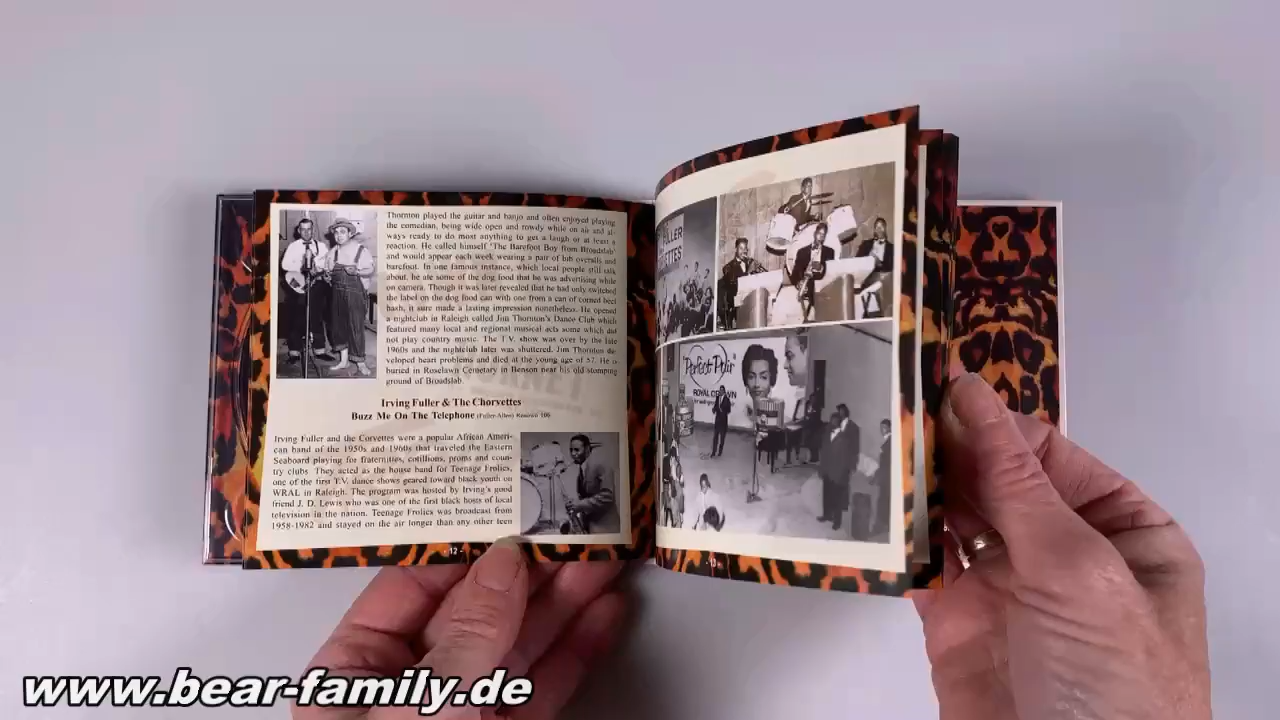 Thornton played the guitar and banjo and often enjoyed playing
the comedian, being wide open and rowdy while on air and al-
ways ready to do most anything to get a laugh or at least a
reaction. He called himself 'The Barefoot Boy from Broadslab'
and would appear each week wearing a pair of bib overalls and
barefoot. In one famous instance, which local people still talk
about, he ate some of the dog food that he was advertising while
on camera. Though it was later revealed that he had only switched
the label on the dog food can with one from a can of corned beef
hash, it sure made a lasting impression nonetheless. He opened
a nightclub in Raleigh called Jim Thornton's Dance Club which
featured many local and regional musical acts some which did
not play country music. The T.V. show was over by the late
1960s and the nightclub later was shuttered. Jim Thornton de-
veloped heart problems and died at the young age of 57. He is
buried in Roselawn Cemetary in Benson near his old stomping
ground of Broadslab.
Irving Fuller & The Chorvettes
Buzz Me On The Telephone (Fuller-Allen) Renown 106
Irving Fuller and the Corvettes were a popular African Ameri-
can band of the 1950s and 1960s that traveled the Eastern
Seaboard playing for fraternities, cotillions, proms and coun-
try clubs. They acted as the house band for Teenage Frolics,
one of the first T.V. dance shows geared toward black youth on
WRAL in Raleigh. The program was hosted by Irving's good
friend J. D. Lewis who was one of the first black hosts of local
television in the nation. Teenage Frolics was broadcast from
1958-1982 and stayed on the air longer than any other teen
- 12 -
FULLER
"Perfect Pair"
ROYAL CROWN
- 13 -
www.bear-family.de